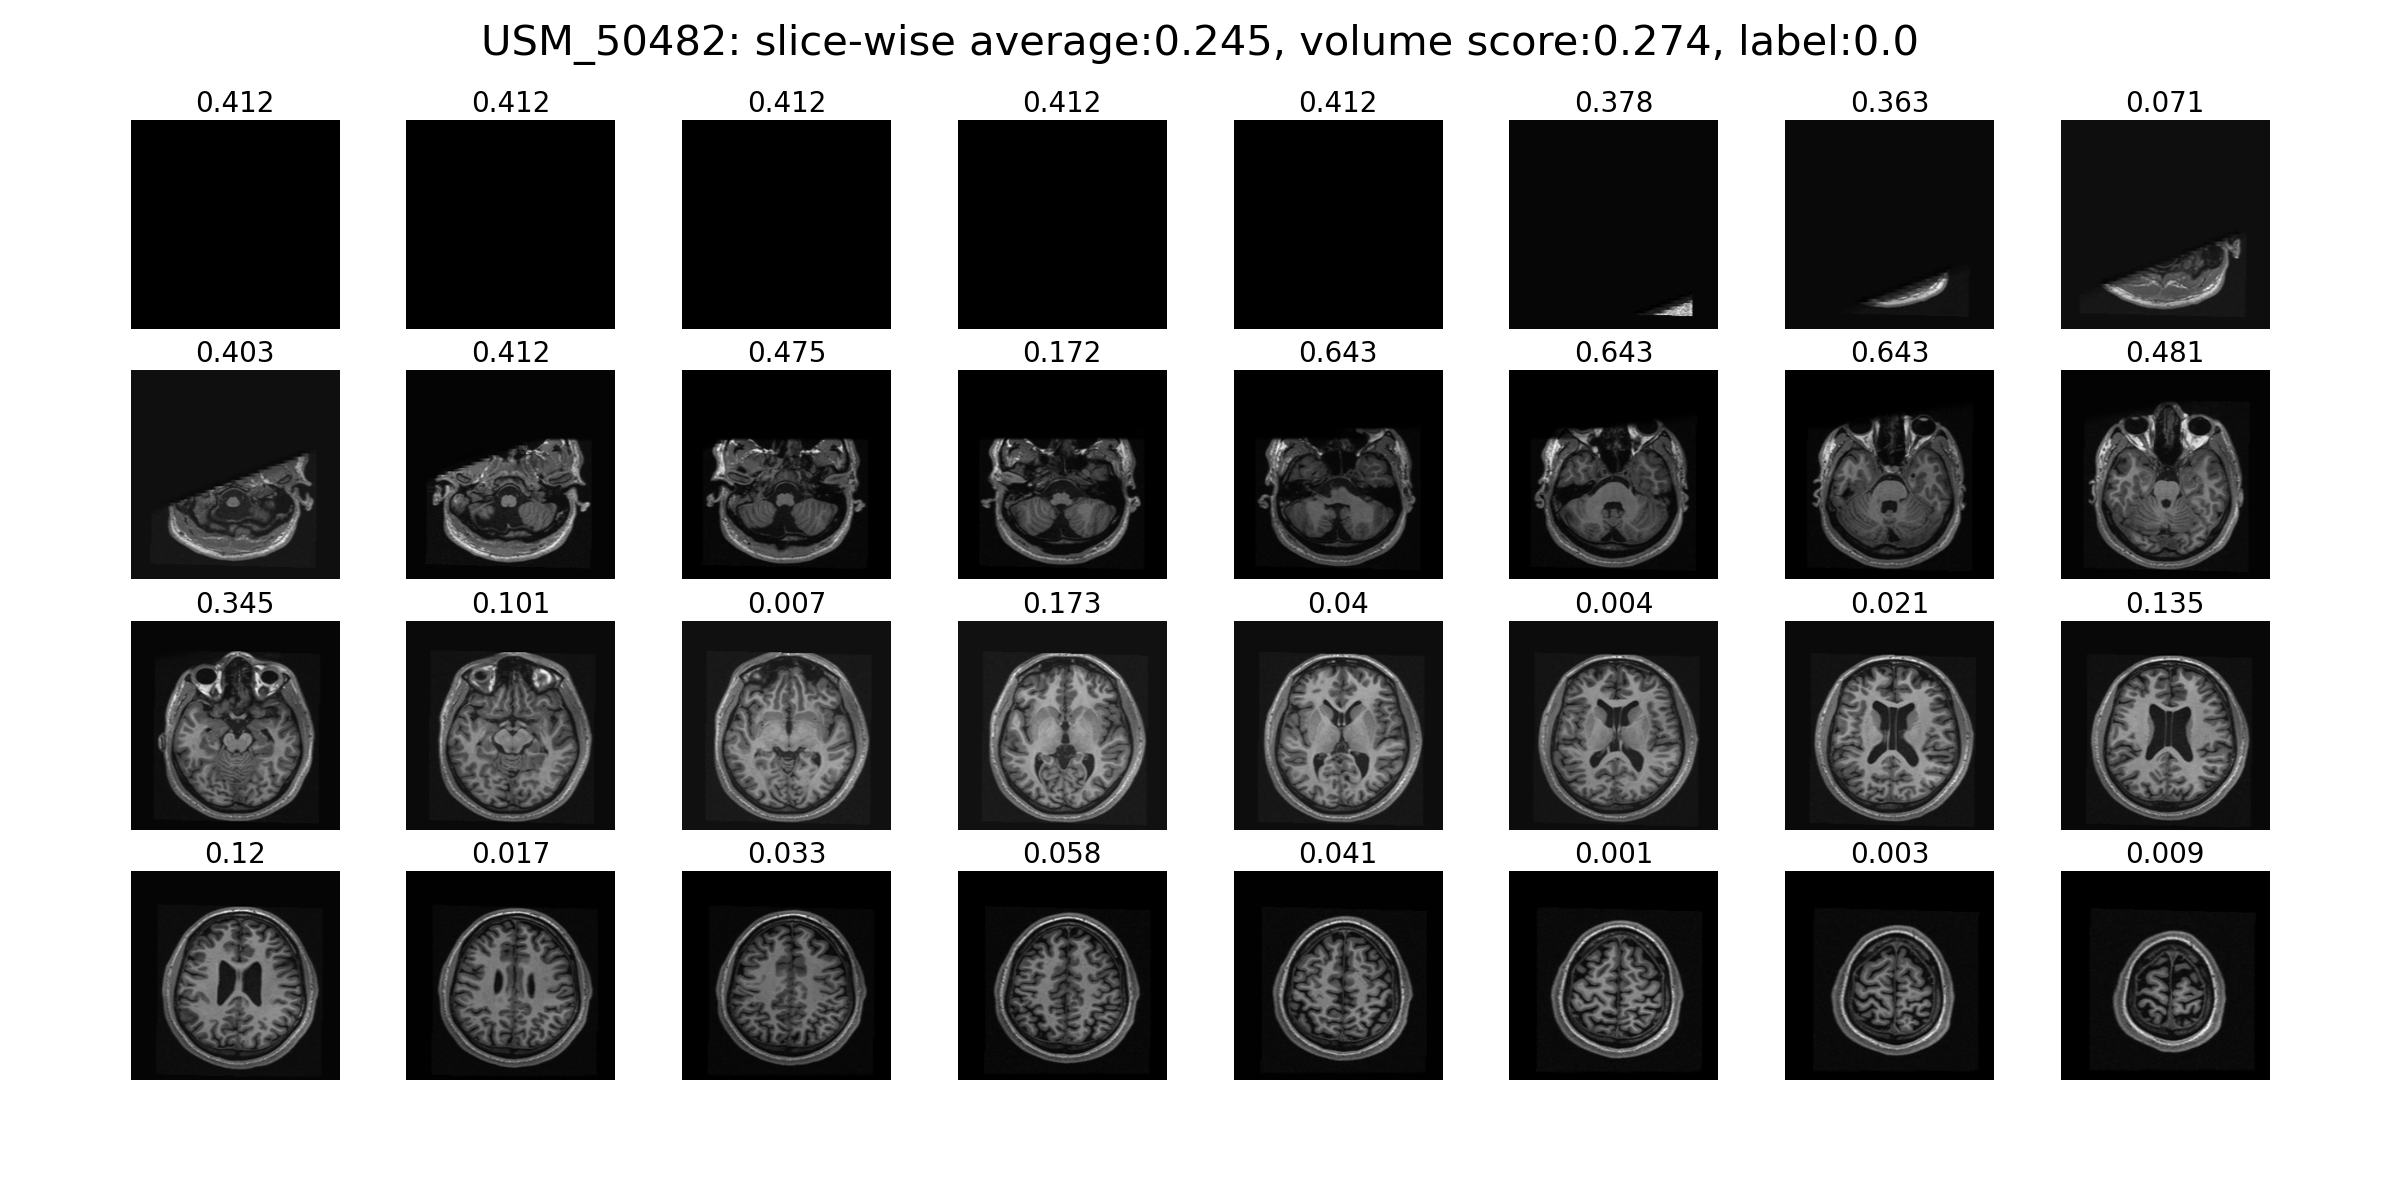 USM_50482: slice-wise average:0.245, volume score:0.274, label:0.0
0.412 0.412 0.412 0.412 0.412 0.378 0.363 0.071
0.403 0.412 0.475 0.172 0.643 0.643 0.643 0.481
0.345 0.101 0.007 0.173 0.04 0.004 0.021 0.135
0.12 0.017 0.033 0.058 0.041 0.001 0.003 0.009